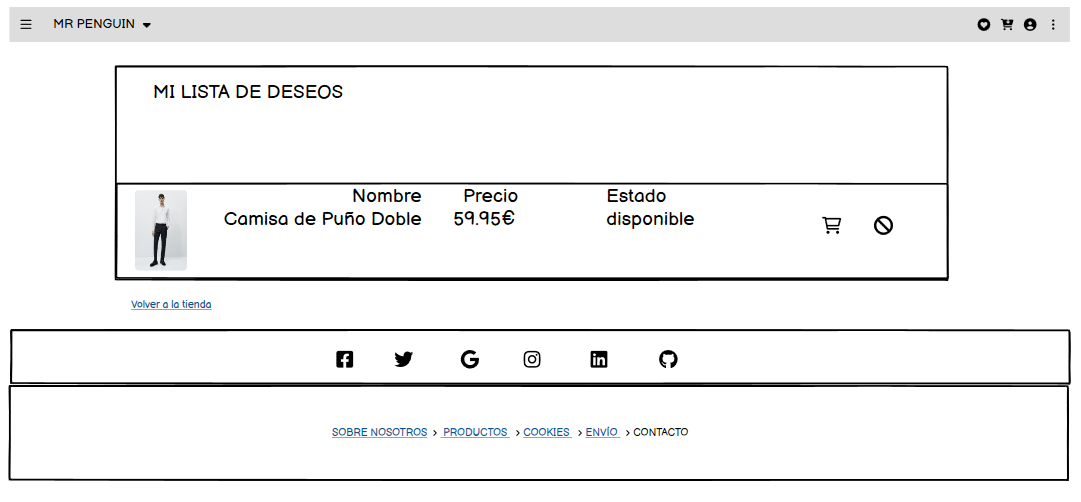 MR PENGUIN
MI LISTA DE DESEOS
Nombre Precio Estado
Camisa de Puño Doble 59.95€ disponible
Volver a la tienda
SOBRE NOSOTROS > PRODUCTOS > COOKIES > ENVÍO > CONTACTO